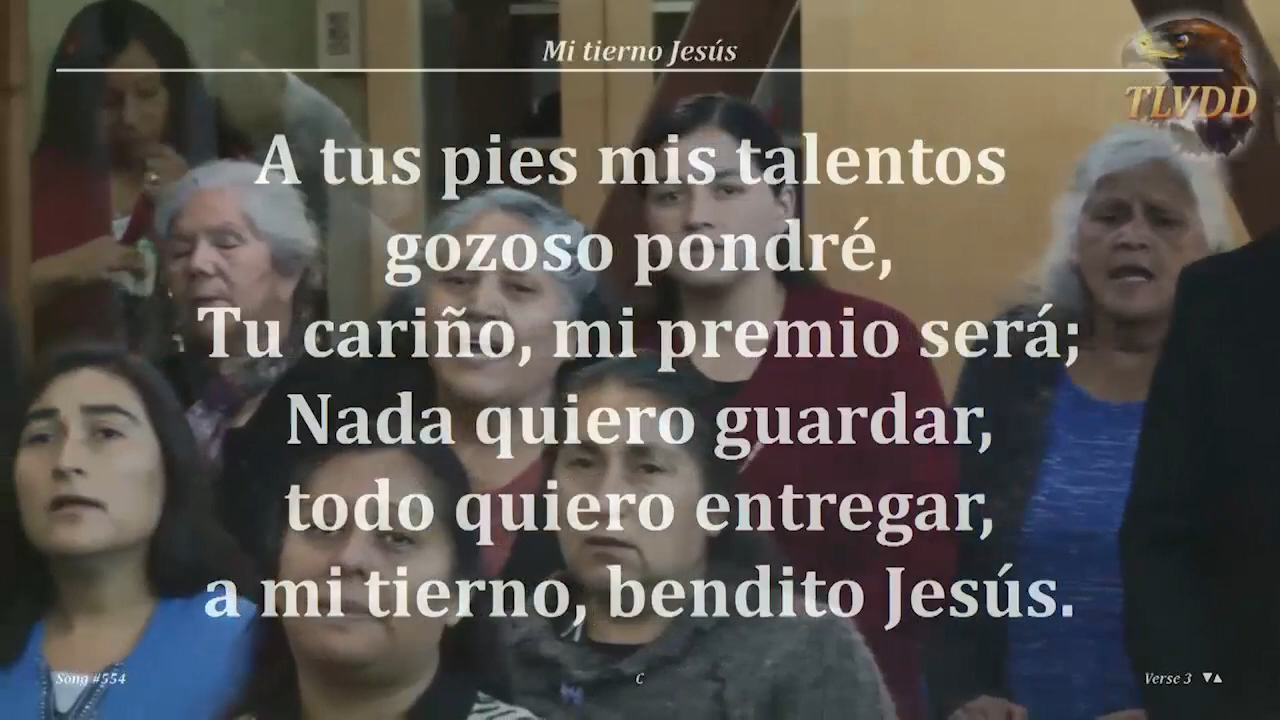 Mi tierno Jesús
TLVDD
A tus pies mis talentos
gozoso pondré,
Tu cariño, mi premio será;
Nada quiero guardar,
todo quiero entregar,
a mi tierno, bendito Jesús.
Song #554
C
Verse 3 ▼▲